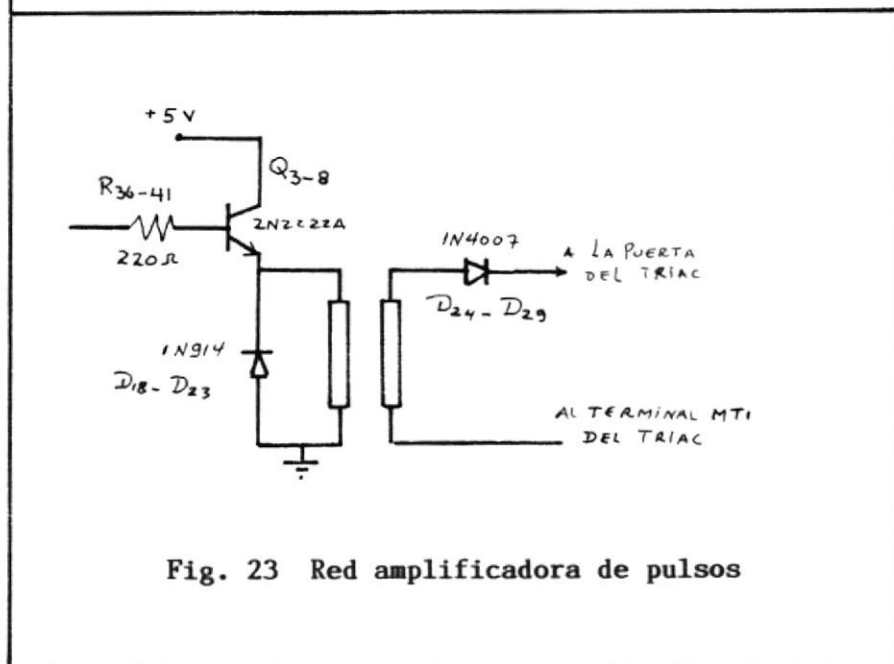 +5 V
Q3-8
R36-41
2N2222A
220Ω
1N4007
A LA PUERTA
DEL TRIAC
D24 - D29
1N914
D18 - D23
AL TERMINAL MT1
DEL TRIAC
Fig. 23 Red amplificadora de pulsos